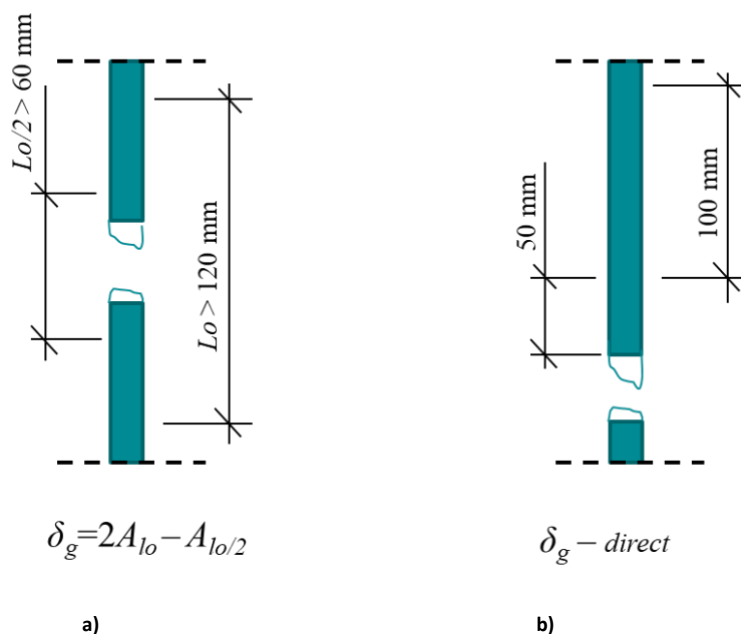 Lo/2 > 60 mm
Lo > 120 mm
δg=2Alo−Alo/2
a)
50 mm
100 mm
δg − direct
b)